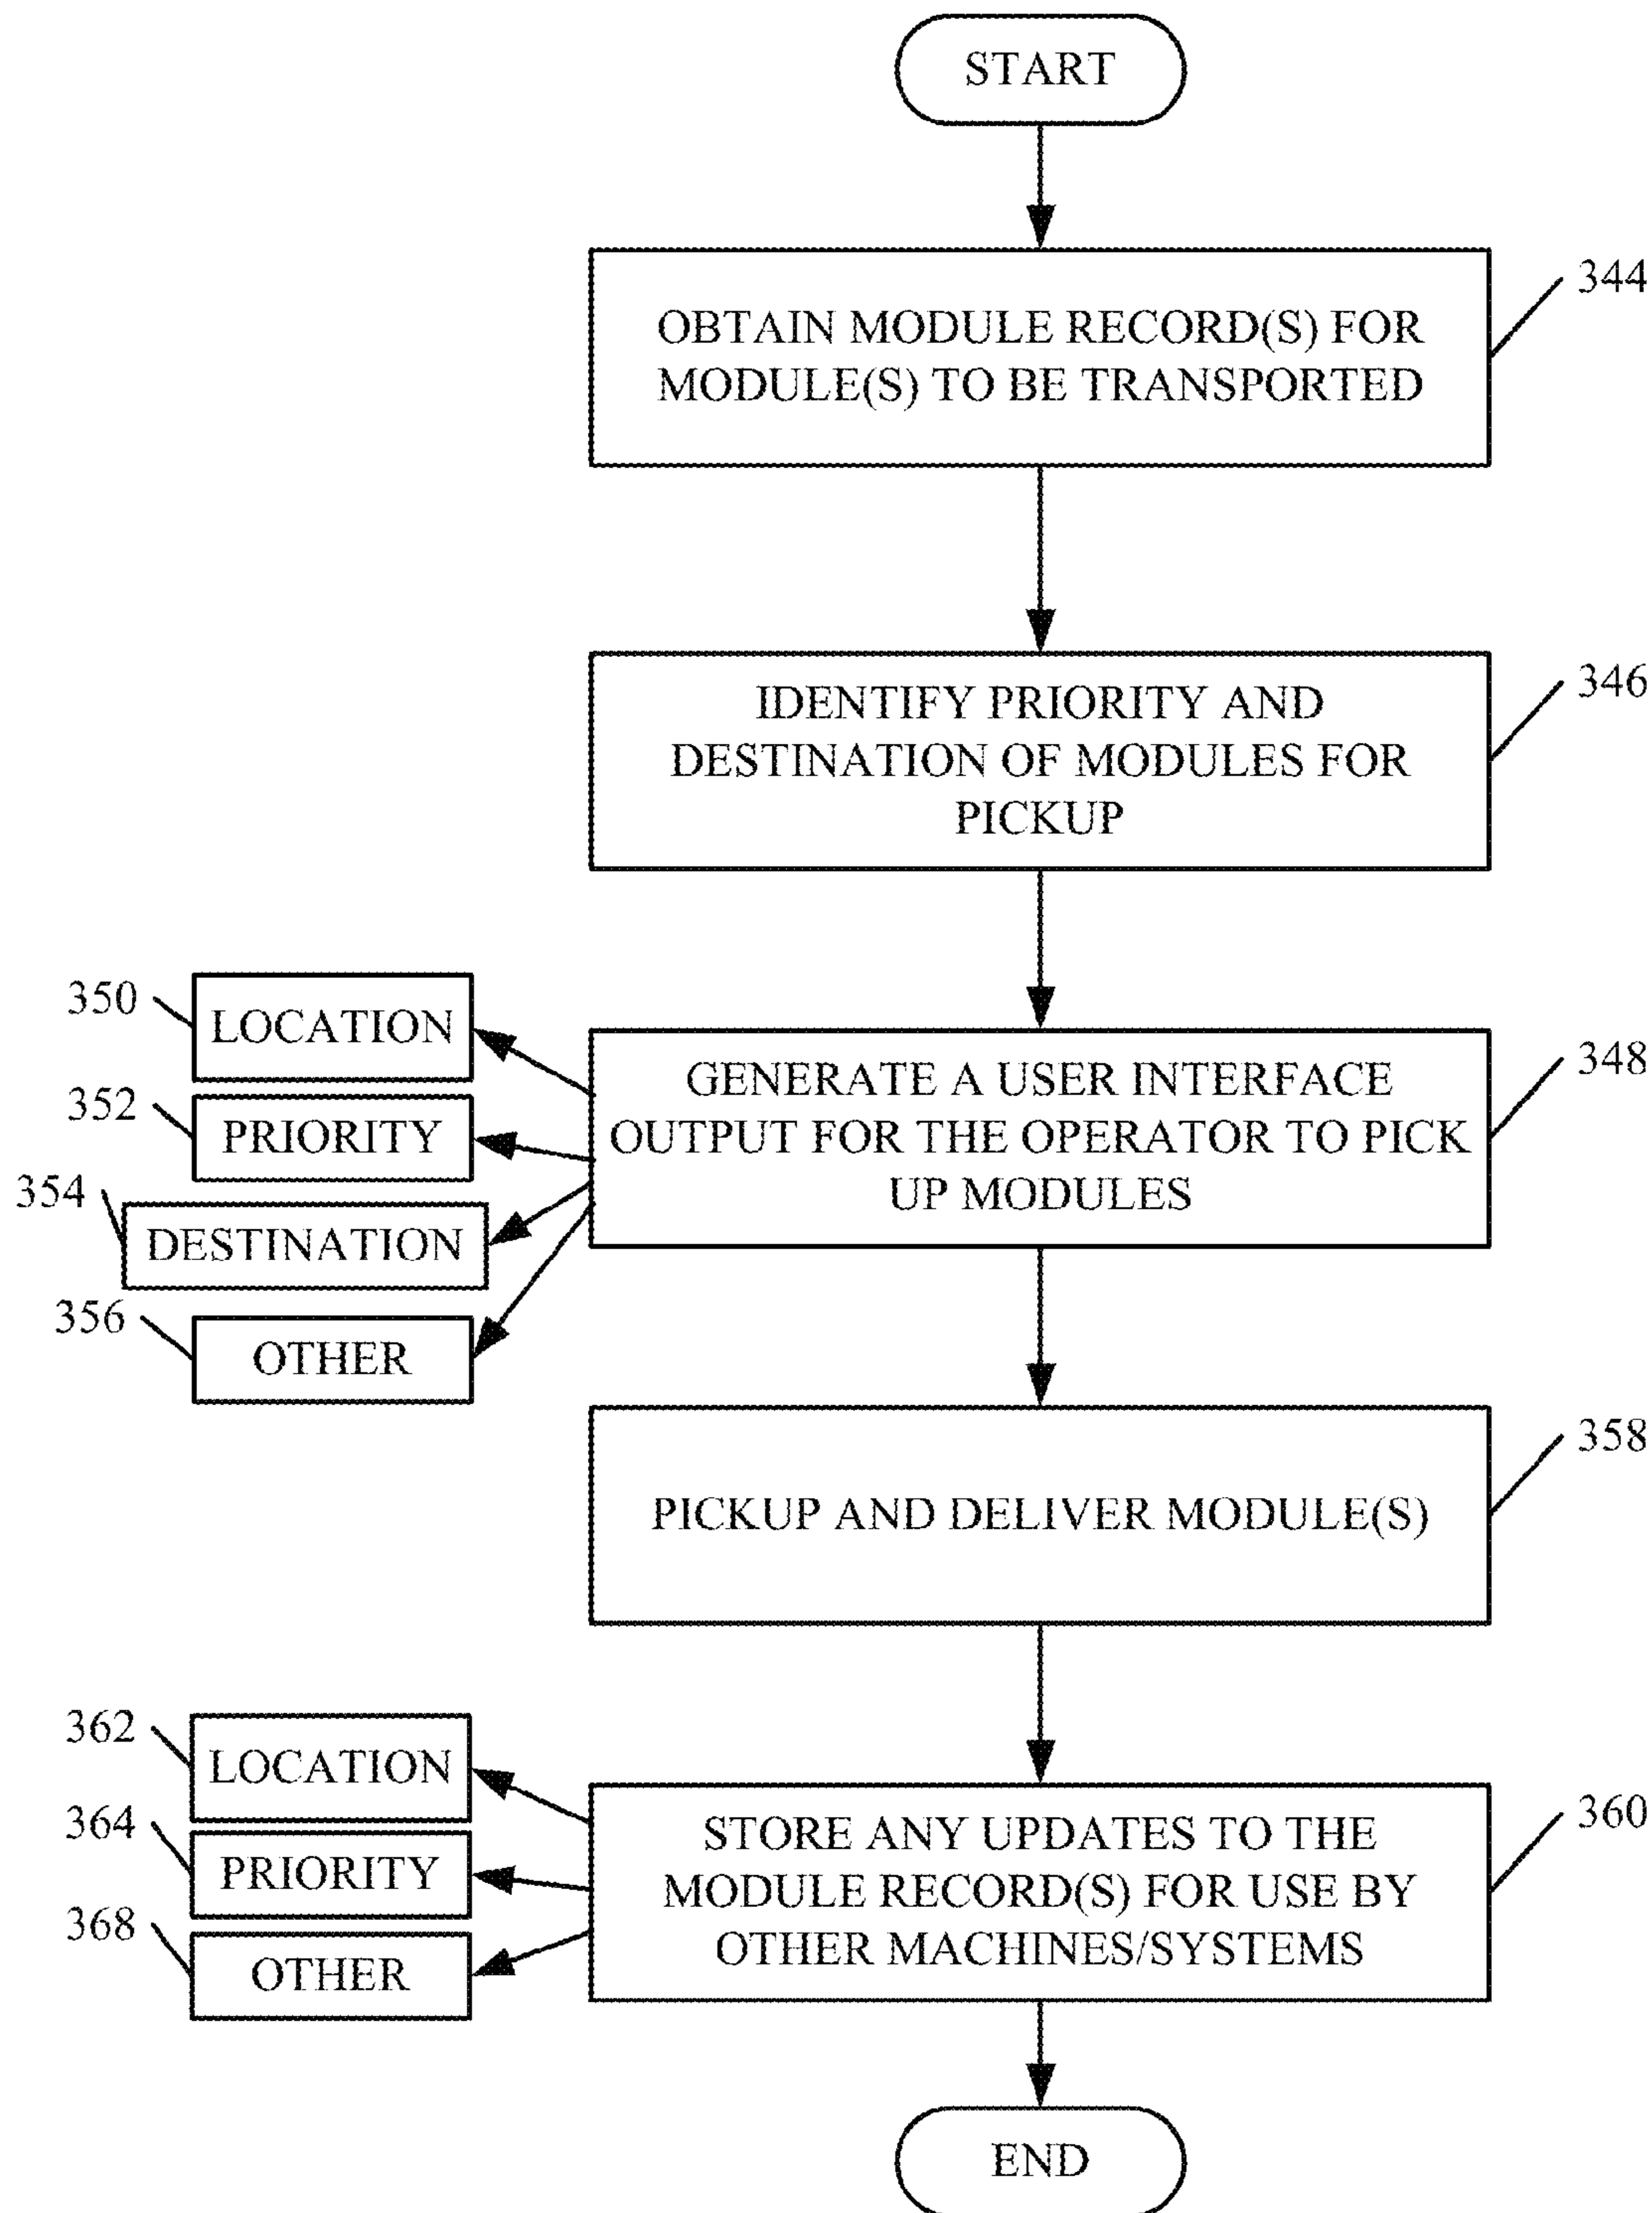 START
344
OBTAIN MODULE RECORD(S) FOR
MODULE(S) TO BE TRANSPORTED
346
IDENTIFY PRIORITY AND
DESTINATION OF MODULES FOR
PICKUP
348
GENERATE A USER INTERFACE
OUTPUT FOR THE OPERATOR TO PICK
UP MODULES
350
LOCATION
352
PRIORITY
354
DESTINATION
356
OTHER
358
PICKUP AND DELIVER MODULE(S)
360
STORE ANY UPDATES TO THE
MODULE RECORD(S) FOR USE BY
OTHER MACHINES/SYSTEMS
362
LOCATION
364
PRIORITY
368
OTHER
END